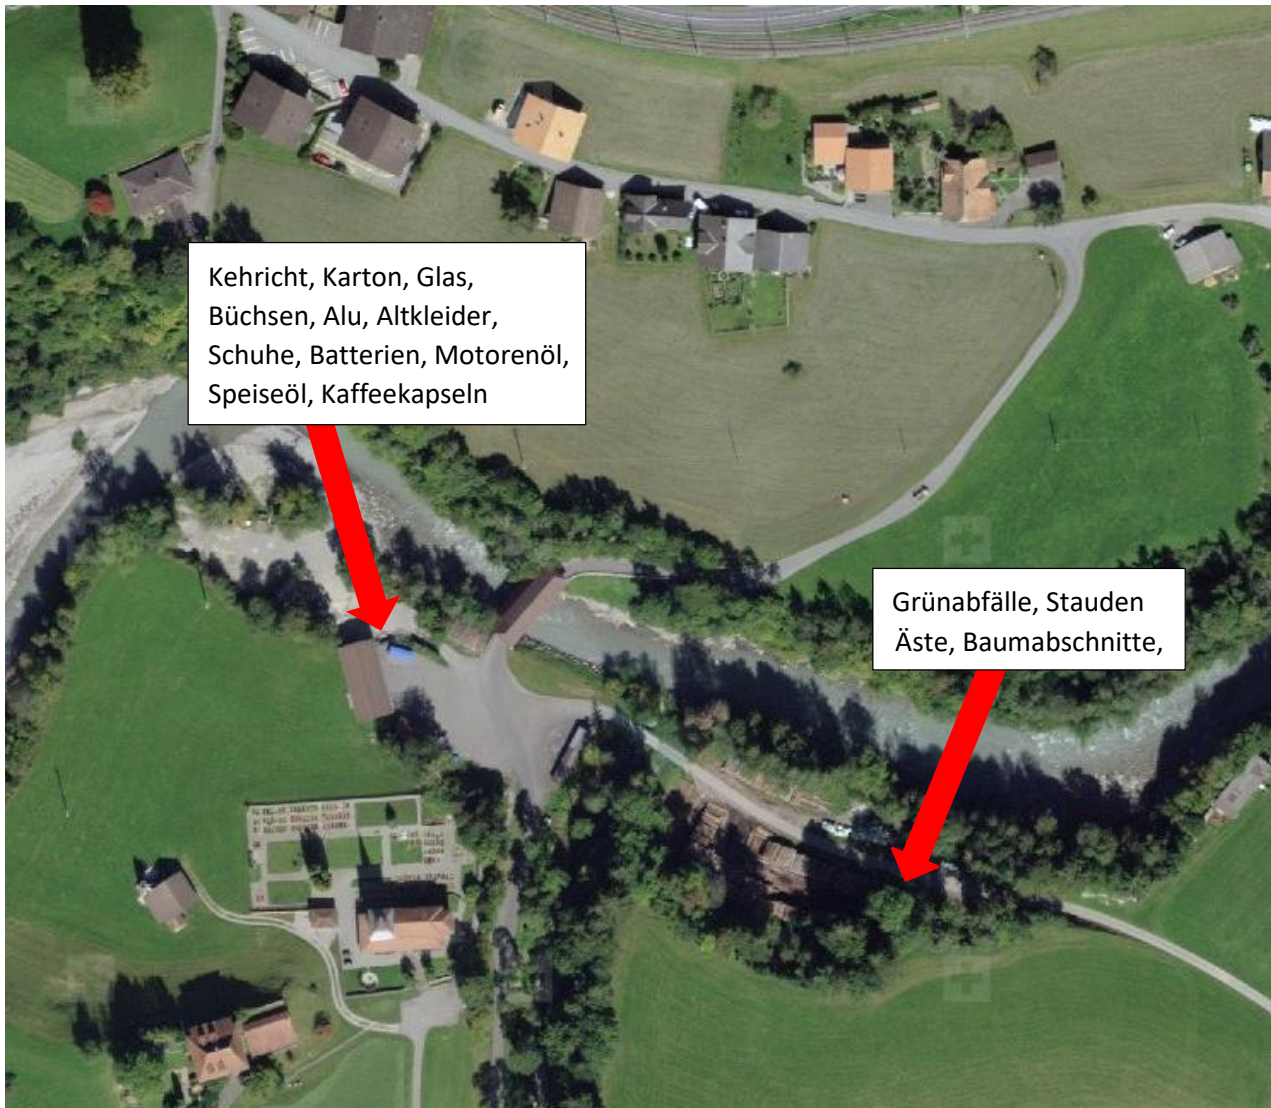 Kehricht, Karton, Glas,
Büchsen, Alu, Altkleider,
Schuhe, Batterien, Motorenöl,
Speiseöl, Kaffeekapseln
Grünabfälle, Stauden
Äste, Baumabschnitte,